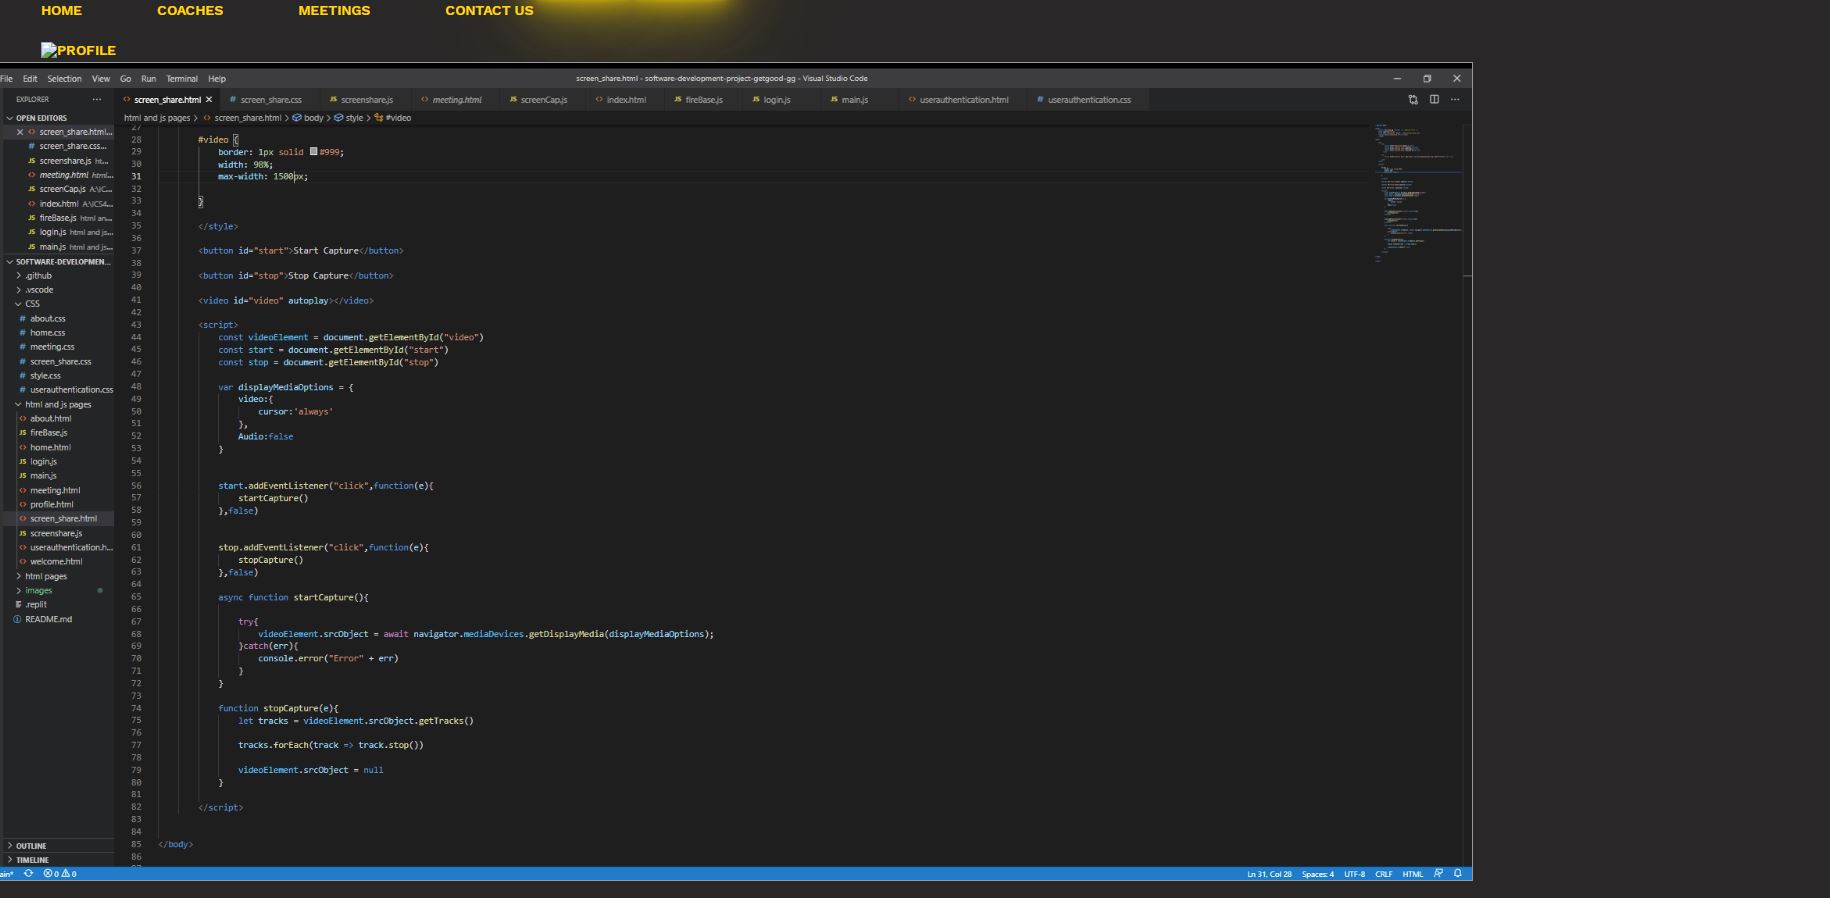 HOME COACHES MEETINGS CONTACT US
PROFILE
File Edit Selection View Go Run Terminal Help
screen_share.html - software-development-project-getgood-gg - Visual Studio Code
EXPLORER
screen_share.html screen_share.css screenshare.js meeting.html screenCap.js index.html fireBase.js login.js main.js userauthentication.html userauthentication.css
OPEN EDITORS
screen_share.html...
screen_share.css...
screenshare.js ht...
meeting.html html...
screenCap.js A:\ICS4...
index.html A:\ICS4...
fireBase.js html an...
login.js html and js...
main.js html and js...
SOFTWARE-DEVELOPMEN...
.github
.vscode
CSS
about.css
home.css
meeting.css
screen_share.css
style.css
userauthentication.css
html and js pages
about.html
fireBase.js
home.html
login.js
main.js
meeting.html
profile.html
screen_share.html
screenshare.js
userauthentication.h...
welcome.html
html pages
images
.replit
README.md
OUTLINE
TIMELINE
html and js pages > screen_share.html > body > style > #video
27
28 #video {
29 border: 1px solid #999;
30 width: 98%;
31 max-width: 1500px;
32
33 }
34
35 </style>
36
37 <button id="start">Start Capture</button>
38
39 <button id="stop">Stop Capture</button>
40
41 <video id="video" autoplay></video>
42
43 <script>
44 const videoElement = document.getElementById("video")
45 const start = document.getElementById("start")
46 const stop = document.getElementById("stop")
47
48 var displayMediaOptions = {
49 video:{
50 cursor:'always'
51 },
52 Audio:false
53 }
54
55
56 start.addEventListener("click",function(e){
57 startCapture()
58 },false)
59
60
61 stop.addEventListener("click",function(e){
62 stopCapture()
63 },false)
64
65 async function startCapture(){
66
67 try{
68 videoElement.srcObject = await navigator.mediaDevices.getDisplayMedia(displayMediaOptions);
69 }catch(err){
70 console.error("Error" + err)
71 }
72 }
73
74 function stopCapture(e){
75 let tracks = videoElement.srcObject.getTracks()
76
77 tracks.forEach(track => track.stop())
78
79 videoElement.srcObject = null
80 }
81
82 </script>
83
84
85 </body>
86
ain* 0 0 Ln 31, Col 28 Spaces: 4 UTF-8 CRLF HTML